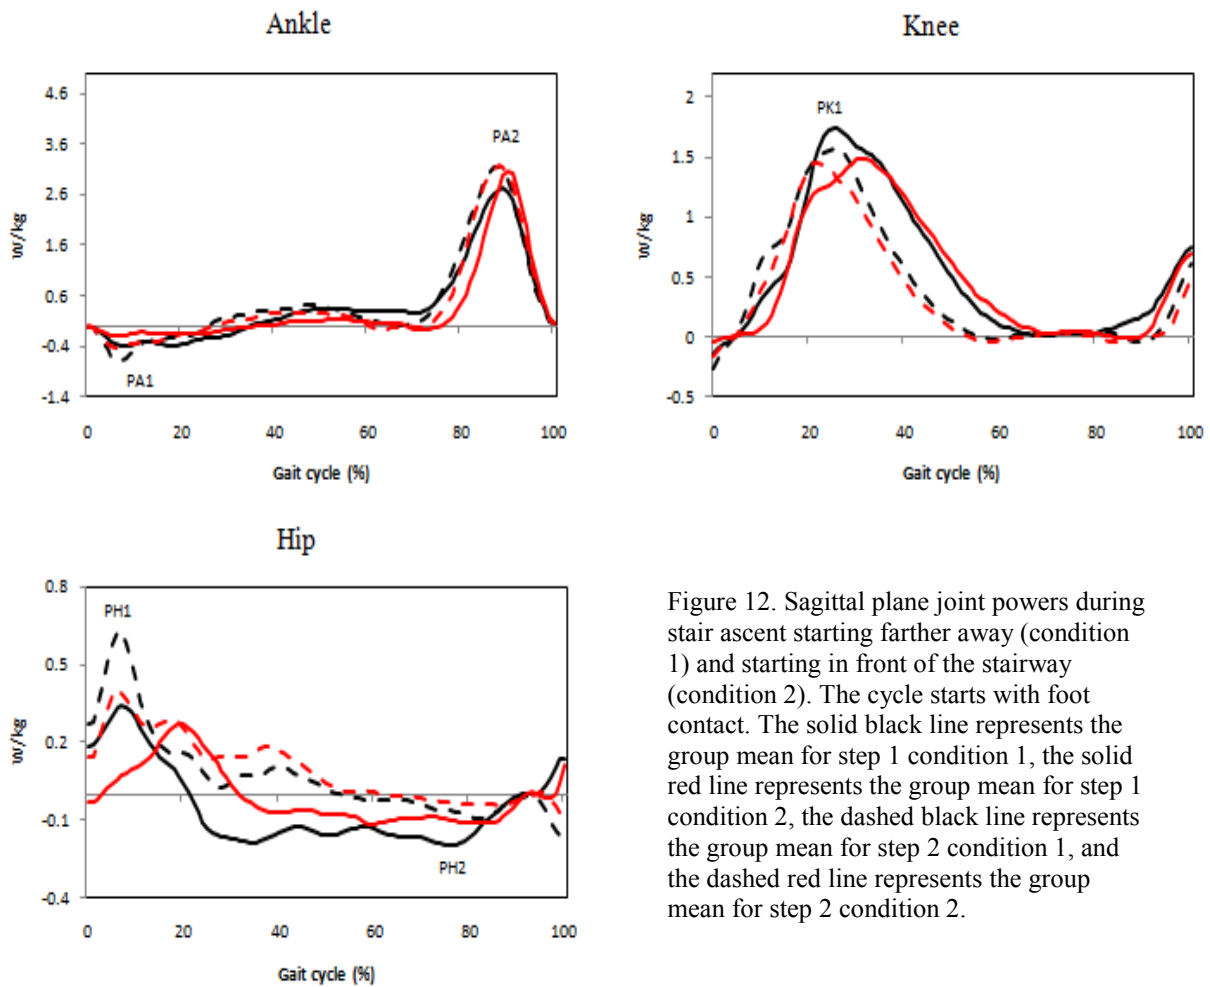 Ankle
4.6
3.6
2.6
1.6
0.6
-0.4
-1.4
W/kg
PA2
PA1
0 20 40 60 80 100
Gait cycle (%)
Knee
2
1.5
1
0.5
0
-0.5
W/kg
PK1
0 20 40 60 80 100
Gait cycle (%)
Hip
0.8
0.5
0.2
-0.1
-0.4
W/kg
PH1
PH2
0 20 40 60 80 100
Gait cycle (%)
Figure 12. Sagittal plane joint powers during
stair ascent starting farther away (condition
1) and starting in front of the stairway
(condition 2). The cycle starts with foot
contact. The solid black line represents the
group mean for step 1 condition 1, the solid
red line represents the group mean for step 1
condition 2, the dashed black line represents
the group mean for step 2 condition 1, and
the dashed red line represents the group
mean for step 2 condition 2.